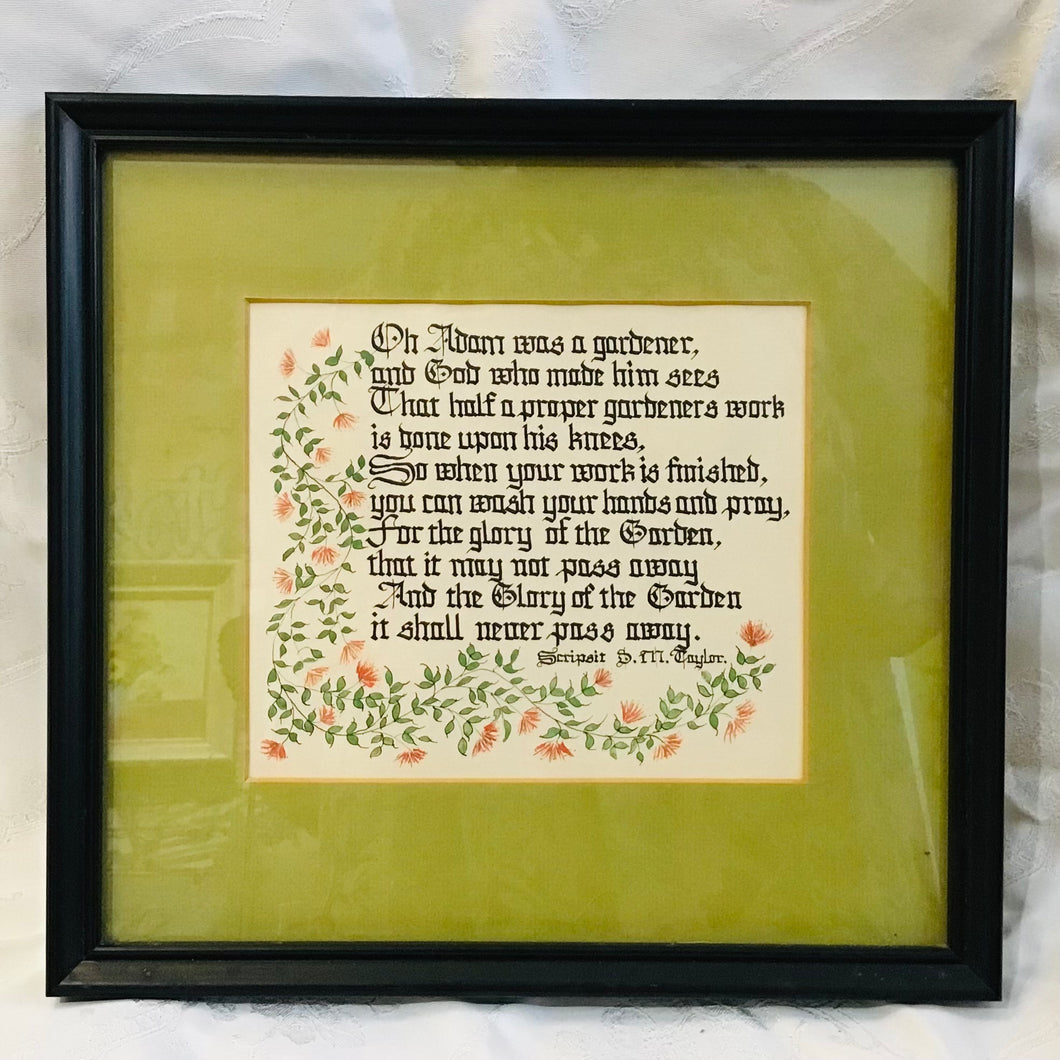 Oh Adam was a gardener,
and God who made him sees
That half a proper gardeners work
is done upon his knees,
So when your work is finished,
you can wash your hands and pray,
For the glory of the Garden,
that it may not pass away
And the Glory of the Garden
it shall never pass away.
Scripsit S.M. Taylor.